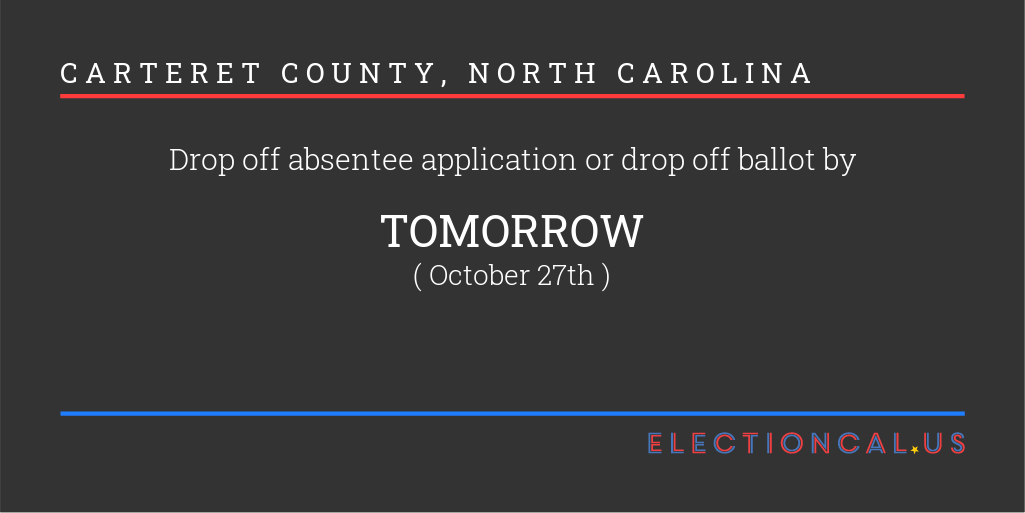 CARTERET COUNTY, NORTH CAROLINA
Drop off absentee application or drop off ballot by
TOMORROW
( October 27th )
ELECTIONCAL.US